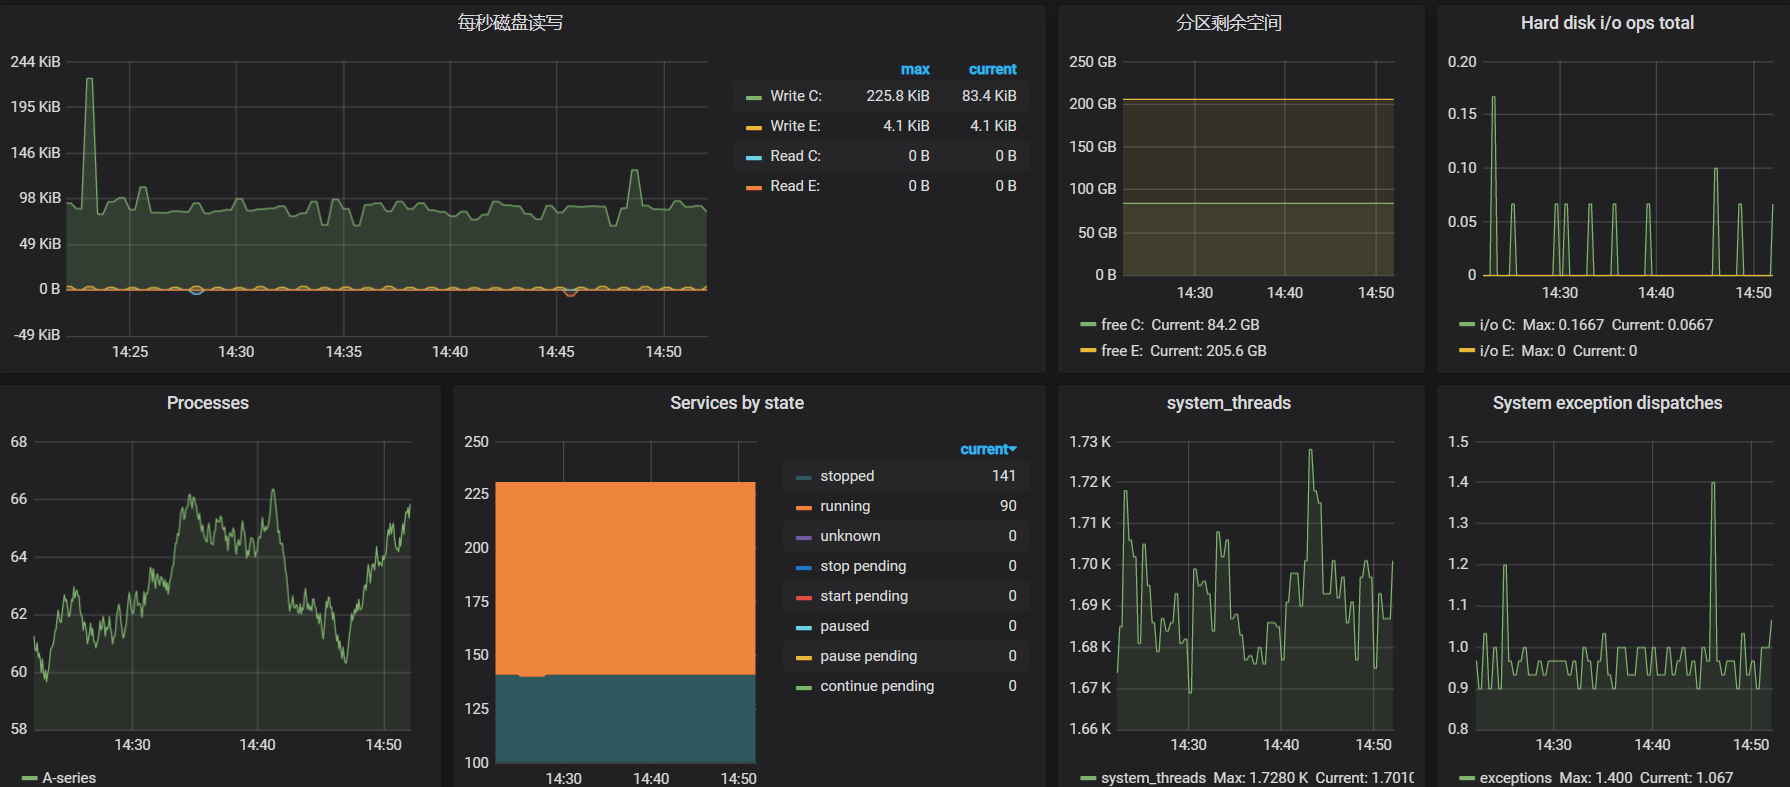 每秒磁盘读写
244 KiB
195 KiB
146 KiB
98 KiB
49 KiB
0 B
-49 KiB
14:25 14:30 14:35 14:40 14:45 14:50
max current
Write C: 225.8 KiB 83.4 KiB
Write E: 4.1 KiB 4.1 KiB
Read C: 0 B 0 B
Read E: 0 B 0 B
分区剩余空间
250 GB
200 GB
150 GB
100 GB
50 GB
0 B
14:30 14:40 14:50
free C: Current: 84.2 GB
free E: Current: 205.6 GB
Hard disk i/o ops total
0.20
0.15
0.10
0.05
0
14:30 14:40 14:50
i/o C: Max: 0.1667 Current: 0.0667
i/o E: Max: 0 Current: 0
Processes
68
66
64
62
60
58
14:30 14:40 14:50
A-series
Services by state
250
225
200
175
150
125
100
14:30 14:40 14:50
current
stopped 141
running 90
unknown 0
stop pending 0
start pending 0
paused 0
pause pending 0
continue pending 0
system_threads
1.73 K
1.72 K
1.71 K
1.70 K
1.69 K
1.68 K
1.67 K
1.66 K
14:30 14:40 14:50
system_threads Max: 1.7280 K Current: 1.7010
System exception dispatches
1.5
1.4
1.3
1.2
1.1
1.0
0.9
0.8
14:30 14:40 14:50
exceptions Max: 1.400 Current: 1.067